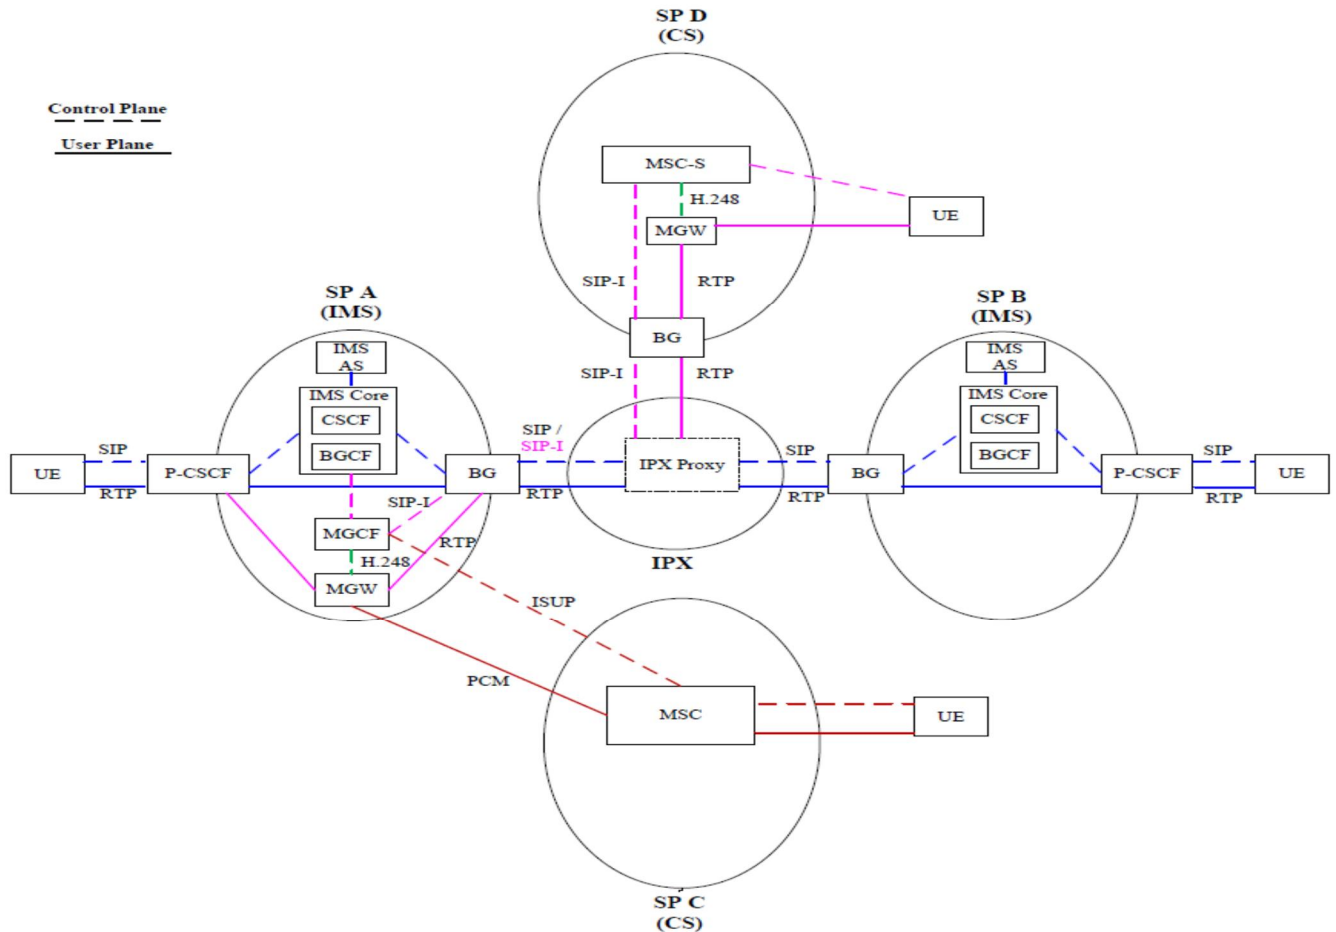 SP D
(CS)
Control Plane
User Plane
MSC-S
H.248
MGW
UE
SIP-I
RTP
BG
SIP-I
RTP
SP A
(IMS)
IMS
AS
IMS Core
CSCF
BGCF
SIP
UE
P-CSCF
RTP
BG
SIP-I
MGCF
RTP
H.248
MGW
SIP /
SIP-I
RTP
IPX Proxy
IPX
SIP
RTP
SP B
(IMS)
IMS
AS
IMS Core
CSCF
BGCF
BG
P-CSCF
SIP
RTP
UE
ISUP
PCM
MSC
UE
SP C
(CS)